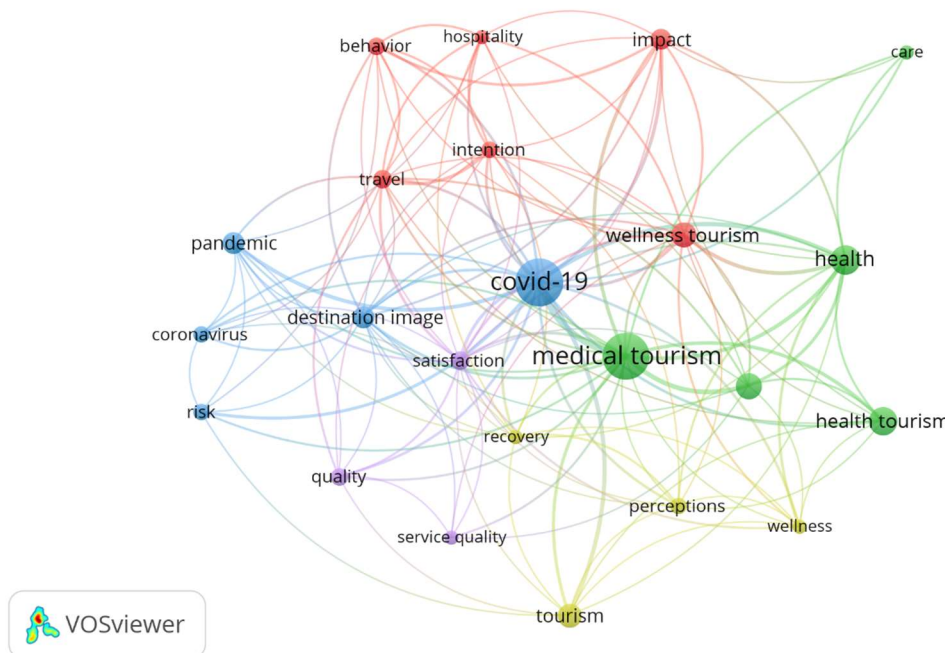 hospitality
impact
behavior
care
intention
travel
wellness tourism
pandemic
health
covid-19
destination image
coronavirus
medical tourism
satisfaction
risk
health tourism
recovery
quality
perceptions
wellness
service quality
tourism
VOSviewer